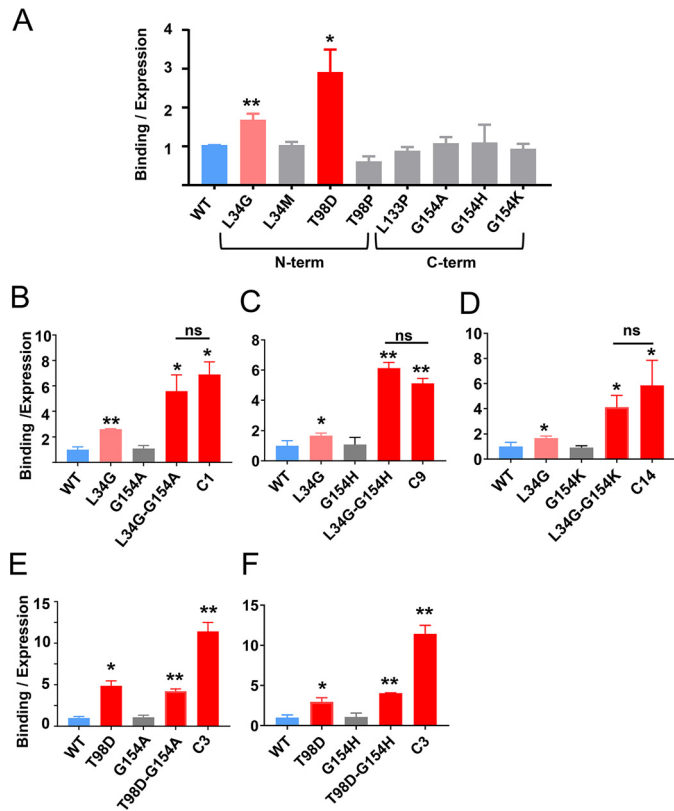 A
Binding / Expression
4
3
2
1
**
*
WT
L34G
L34M
T98D
T98P
L133P
G154A
G154H
G154K
N-term
C-term
B
Binding /Expression
10
8
6
4
2
ns
**
*
*
WT
L34G
G154A
L34G-G154A
C1
C
8
6
4
2
0
ns
*
**
**
WT
L34G
G154H
L34G-G154H
C9
D
10
8
6
4
2
0
ns
*
*
*
WT
L34G
G154K
L34G-G154K
C14
E
Binding / Expression
15
10
5
0
*
**
**
WT
T98D
G154A
T98D-G154A
C3
F
15
10
5
0
*
**
**
WT
T98D
G154H
T98D-G154H
C3